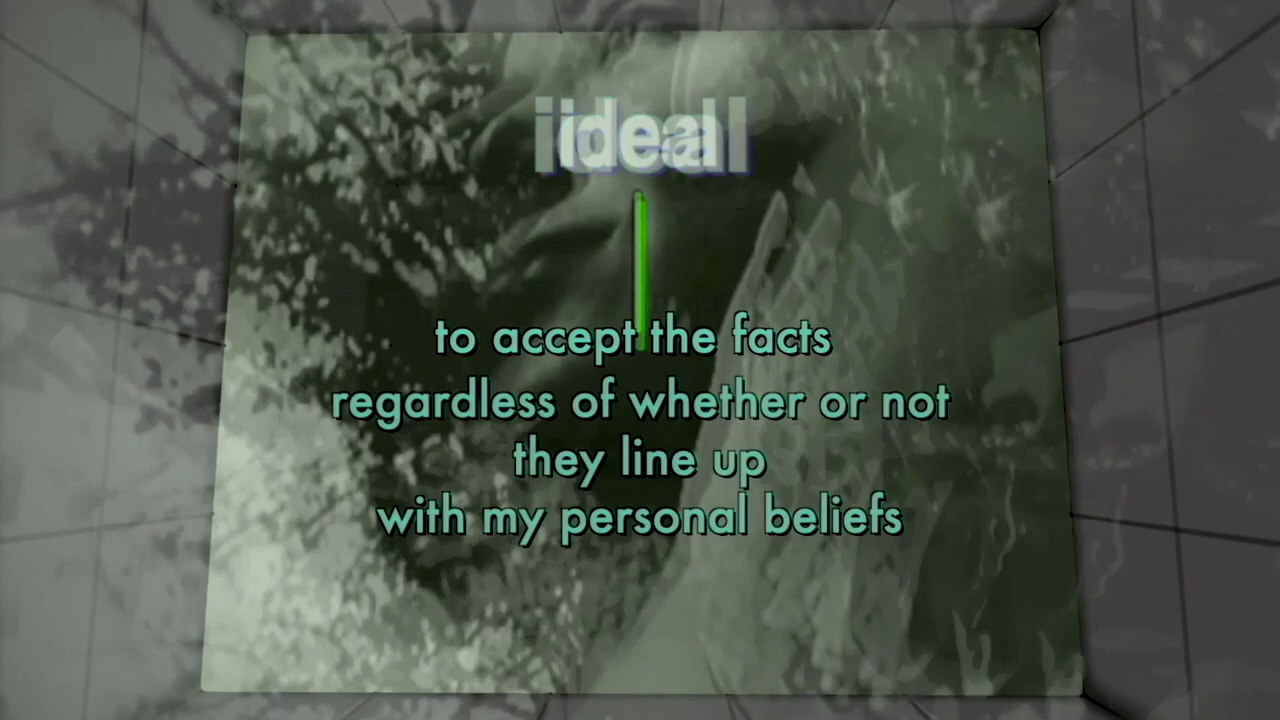 ideal
to accept the facts
regardless of whether or not
they line up
with my personal beliefs